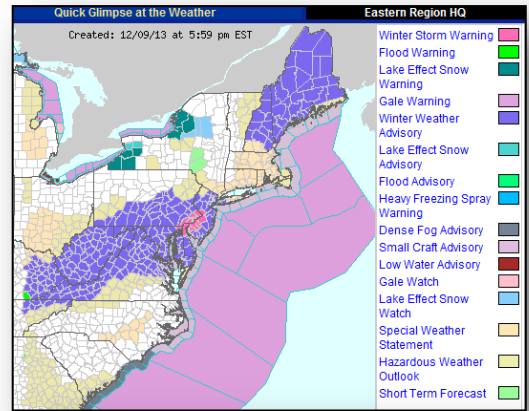 Quick Glimpse at the Weather
Eastern Region HQ
Created: 12/09/13 at 5:59 pm EST
Winter Storm Warning
Flood Warning
Lake Effect Snow
Warning
Gale Warning
Winter Weather
Advisory
Lake Effect Snow
Advisory
Flood Advisory
Heavy Freezing Spray
Warning
Dense Fog Advisory
Small Craft Advisory
Low Water Advisory
Gale Watch
Lake Effect Snow
Watch
Special Weather
Statement
Hazardous Weather
Outlook
Short Term Forecast